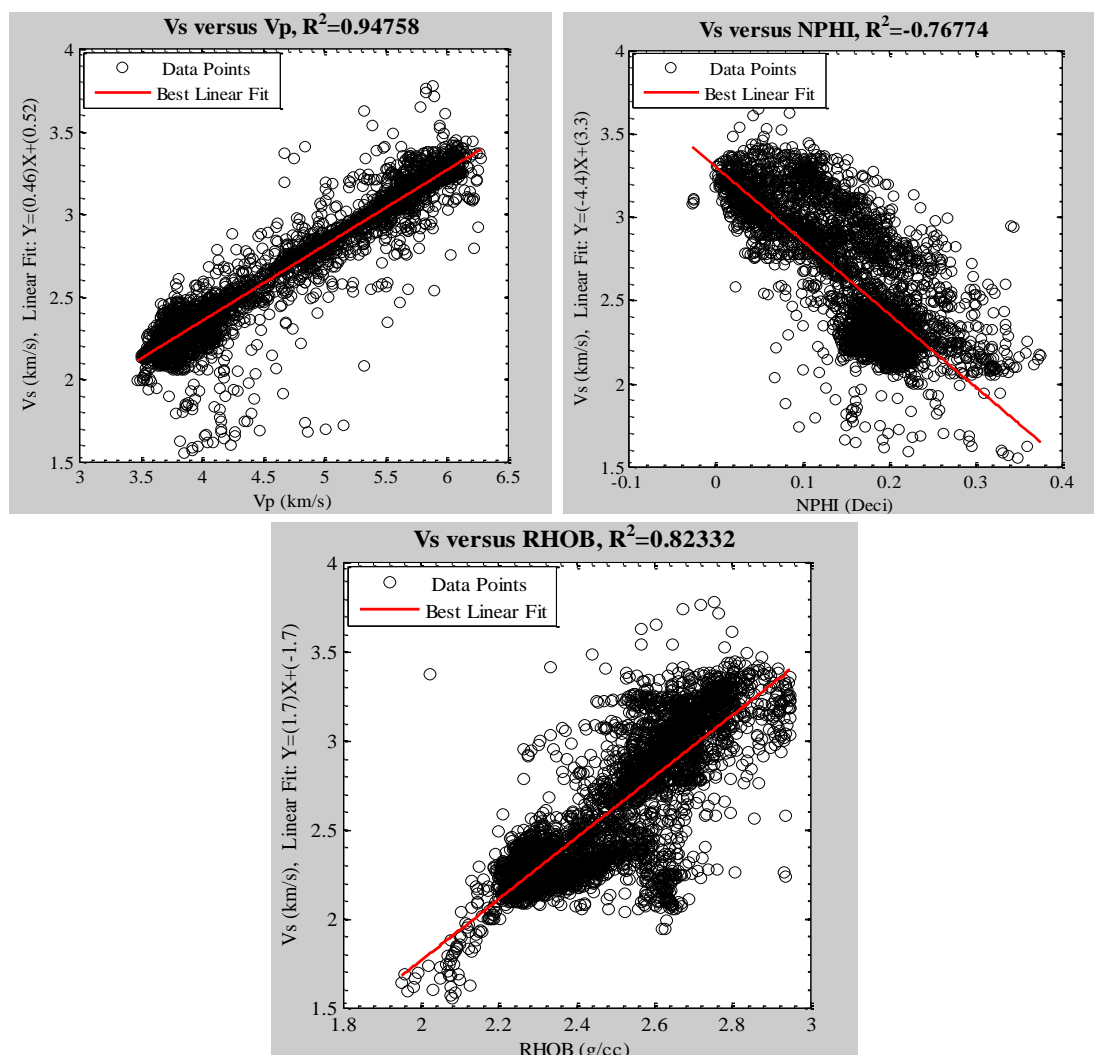 Vs versus Vp, R²=0.94758
4
3.5
3
2.5
2
1.5
Vs (km/s),  Linear Fit: Y=(0.46)X+(0.52)
Data Points
Best Linear Fit
3 3.5 4 4.5 5 5.5 6 6.5
Vp (km/s)
Vs versus NPHI, R²=-0.76774
4
3.5
3
2.5
2
1.5
Vs (km/s),  Linear Fit: Y=(-4.4)X+(3.3)
Data Points
Best Linear Fit
-0.1 0 0.1 0.2 0.3 0.4
NPHI (Deci)
Vs versus RHOB, R²=0.82332
4
3.5
3
2.5
2
1.5
Vs (km/s),  Linear Fit: Y=(1.7)X+(-1.7)
Data Points
Best Linear Fit
1.8 2 2.2 2.4 2.6 2.8 3
RHOB (g/cc)